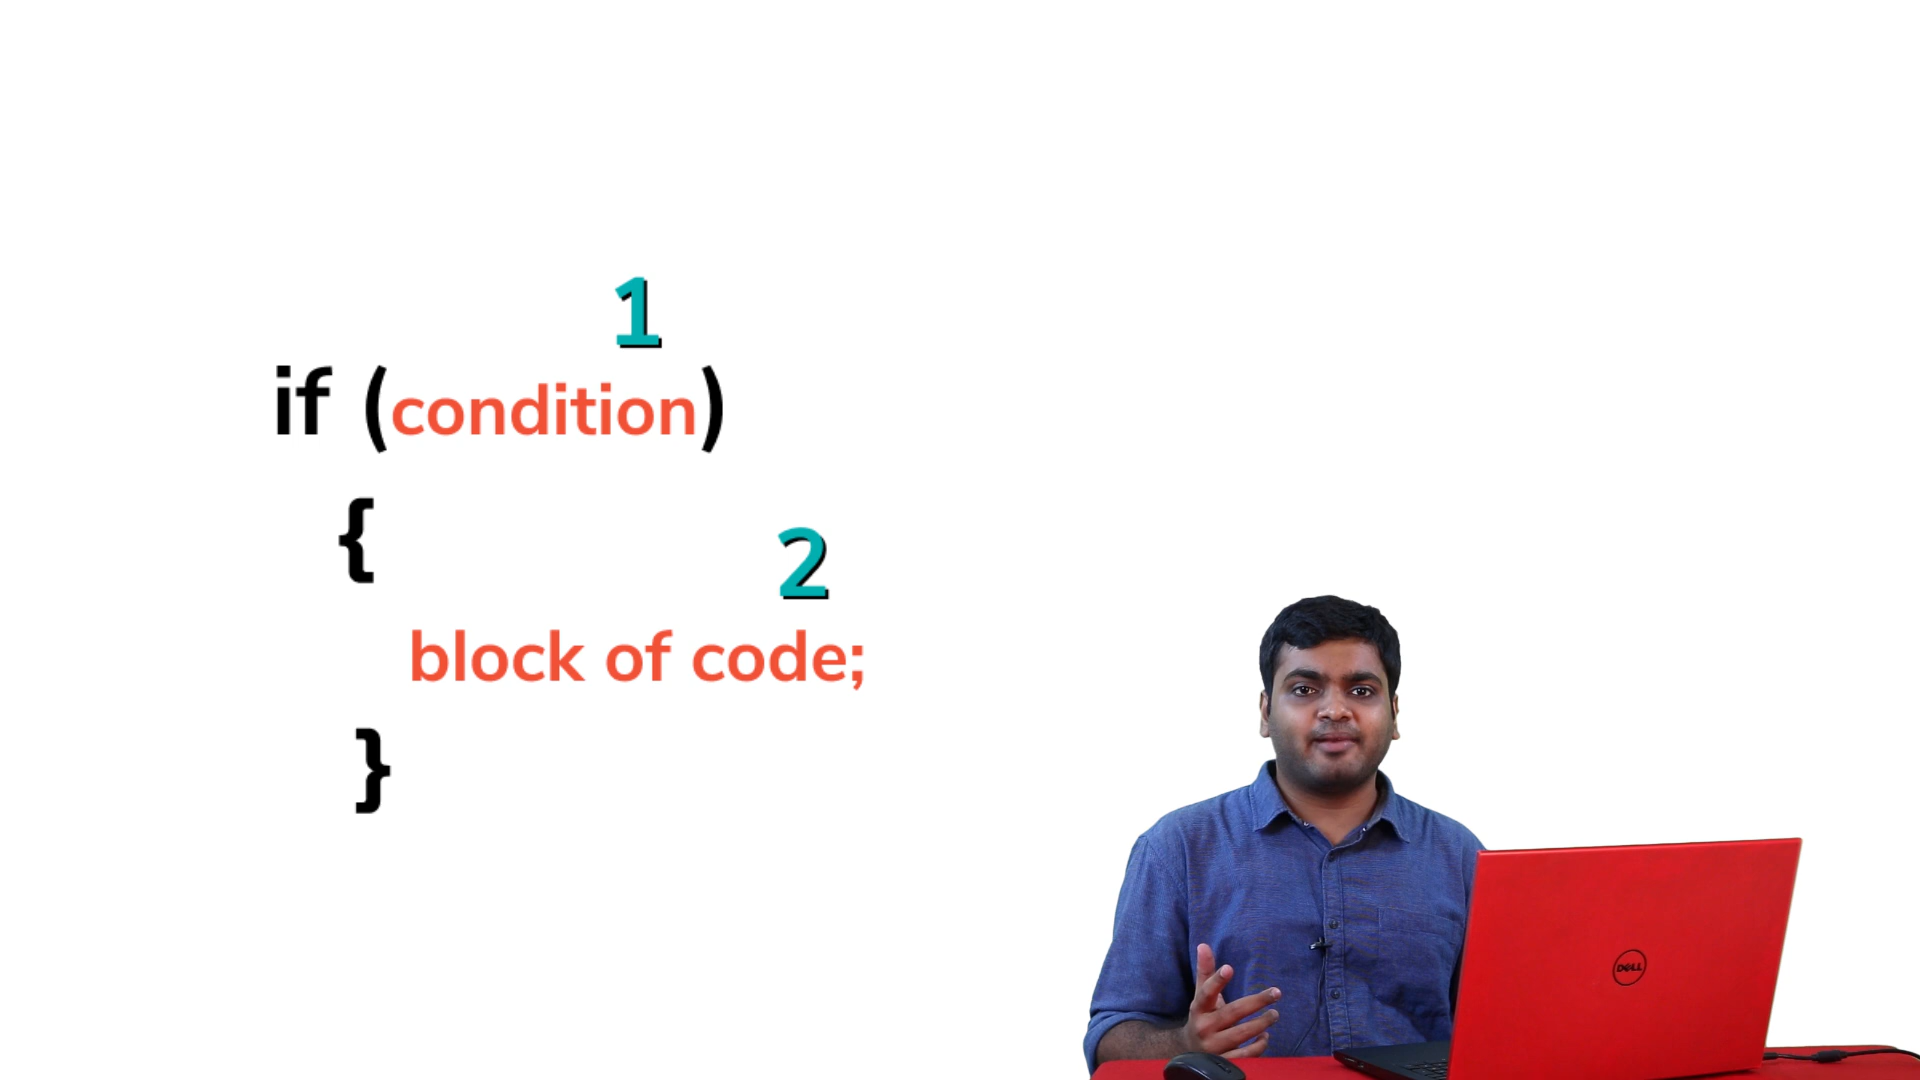 1
if (condition)
{
2
block of code;
}
DELL